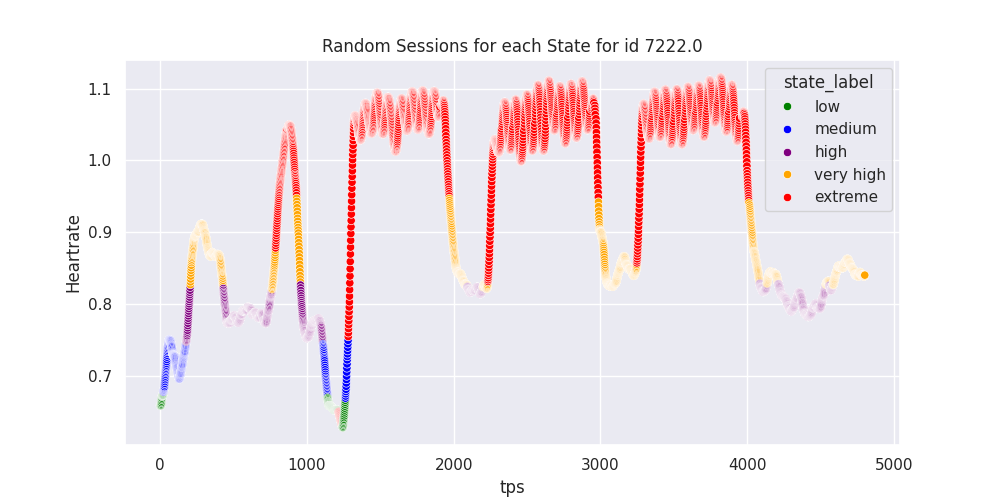 Random Sessions for each State for id 7222.0
Heartrate
1.1
1.0
0.9
0.8
0.7
state_label
low
medium
high
very high
extreme
0
1000
2000
3000
4000
5000
tps